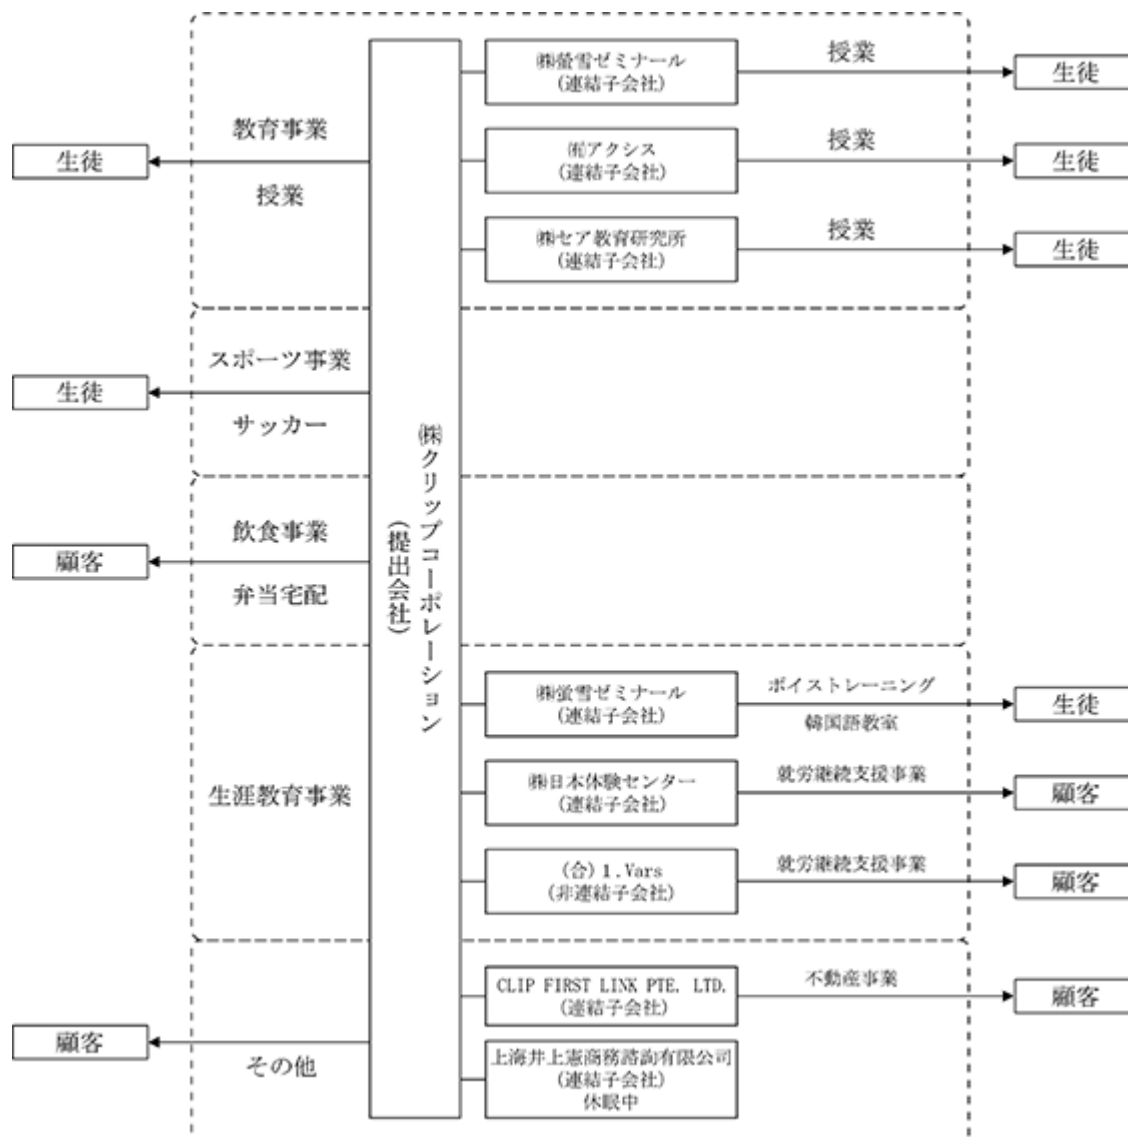 ㈱螢雪ゼミナール
(連結子会社)
授業
生徒
教育事業
生徒
授業
㈲アクシス
(連結子会社)
授業
生徒
㈱セア教育研究所
(連結子会社)
授業
生徒
スポーツ事業
生徒
サッカー
飲食事業
顧客
弁当宅配
㈱クリップコーポレーション
(提出会社)
生涯教育事業
㈱螢雪ゼミナール
(連結子会社)
ボイストレーニング
韓国語教室
生徒
㈱日本体験センター
(連結子会社)
就労継続支援事業
顧客
(合)1.Vars
(非連結子会社)
就労継続支援事業
顧客
CLIP FIRST LINK PTE. LTD.
(連結子会社)
不動産事業
顧客
顧客
その他
上海井上憲商務諮詢有限公司
(連結子会社)
休眠中